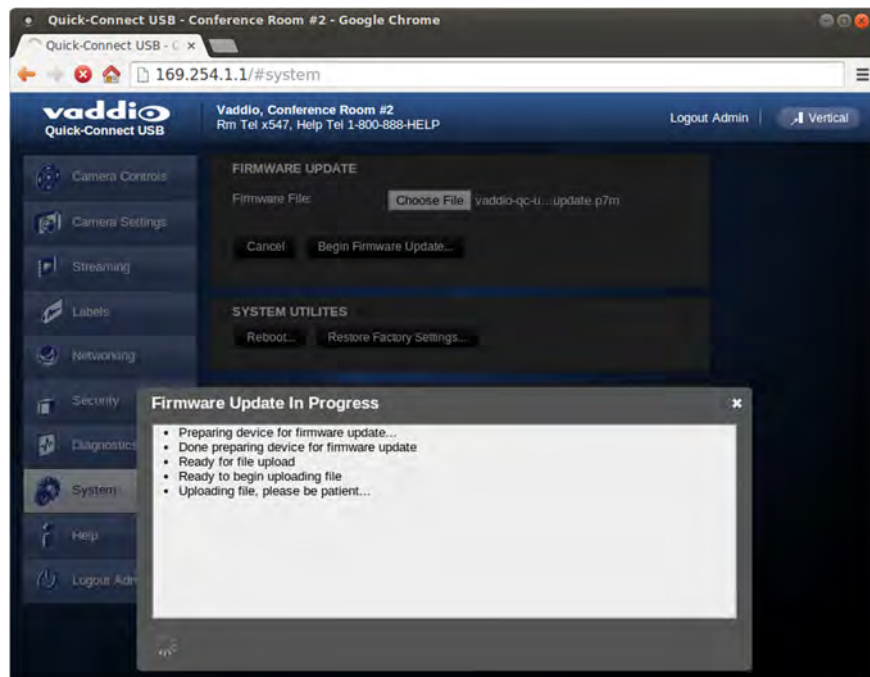 Quick-Connect USB - Conference Room #2 - Google Chrome
Quick-Connect USB - C ×
169.254.1.1/#system
vaddio
Quick-Connect USB
Vaddio, Conference Room #2
Rm Tel x547, Help Tel 1-800-888-HELP
Logout Admin
Vertical
Camera Controls
Camera Settings
Streaming
Labels
Networking
Security
Diagnostics
System
Help
Logout Adm
FIRMWARE UPDATE
Firmware File:
Choose File vaddio-qc-u...update.p7m
Cancel Begin Firmware Update...
SYSTEM UTILITES
Reboot... Restore Factory Settings...
Firmware Update In Progress
• Preparing device for firmware update...
• Done preparing device for firmware update
• Ready for file upload
• Ready to begin uploading file
• Uploading file, please be patient...